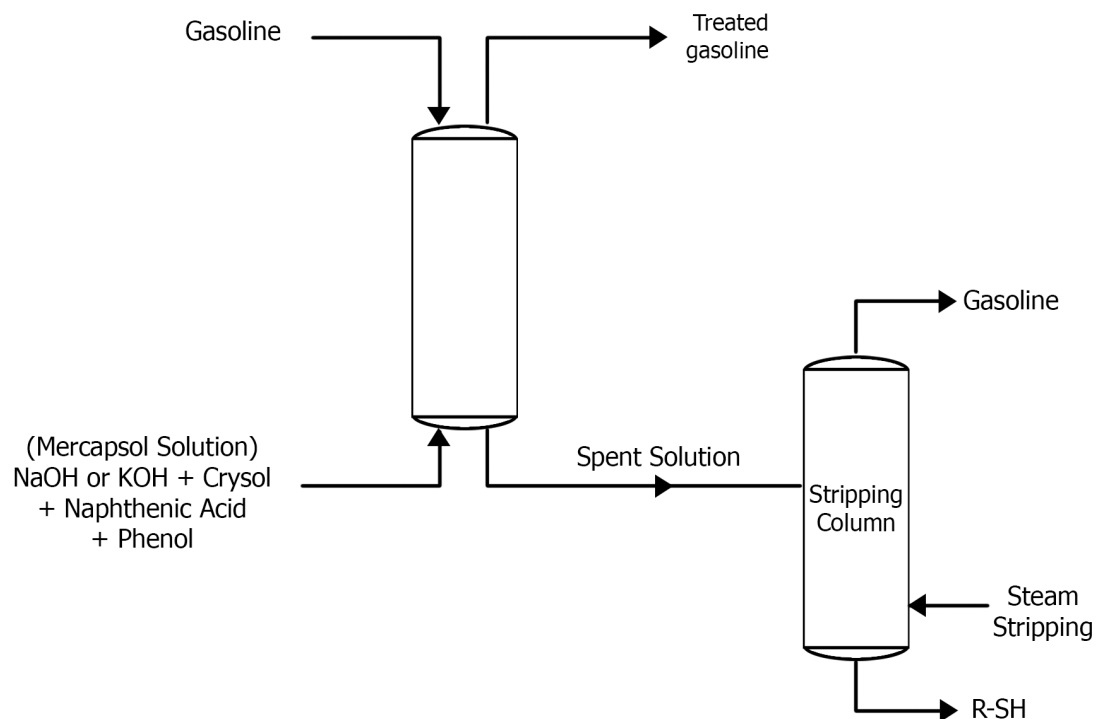 Gasoline
Treated
gasoline
Gasoline
(Mercapsol Solution)
NaOH or KOH + Crysol
+ Naphthenic Acid
+ Phenol
Spent Solution
Stripping
Column
Steam
Stripping
R-SH